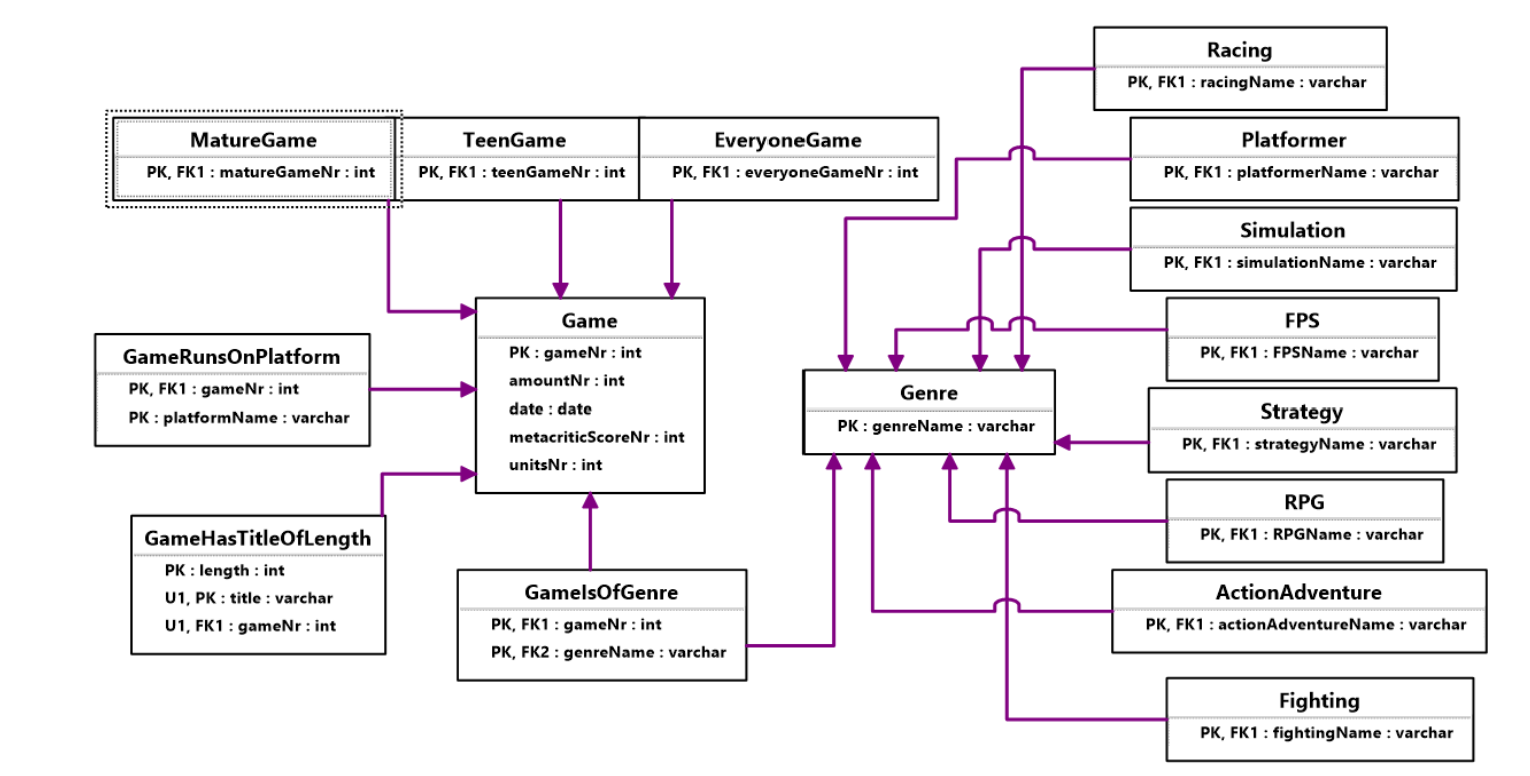 Racing
PK, FK1 : racingName : varchar
MatureGame
PK, FK1 : matureGameNr : int
TeenGame
PK, FK1 : teenGameNr : int
EveryoneGame
PK, FK1 : everyoneGameNr : int
Platformer
PK, FK1 : platformerName : varchar
Simulation
PK, FK1 : simulationName : varchar
Game
PK : gameNr : int
amountNr : int
date : date
metacriticScoreNr : int
unitsNr : int
FPS
PK, FK1 : FPSName : varchar
GameRunsOnPlatform
PK, FK1 : gameNr : int
PK : platformName : varchar
Genre
PK : genreName : varchar
Strategy
PK, FK1 : strategyName : varchar
GameHasTitleOfLength
PK : length : int
U1, PK : title : varchar
U1, FK1 : gameNr : int
RPG
PK, FK1 : RPGName : varchar
GameIsOfGenre
PK, FK1 : gameNr : int
PK, FK2 : genreName : varchar
ActionAdventure
PK, FK1 : actionAdventureName : varchar
Fighting
PK, FK1 : fightingName : varchar